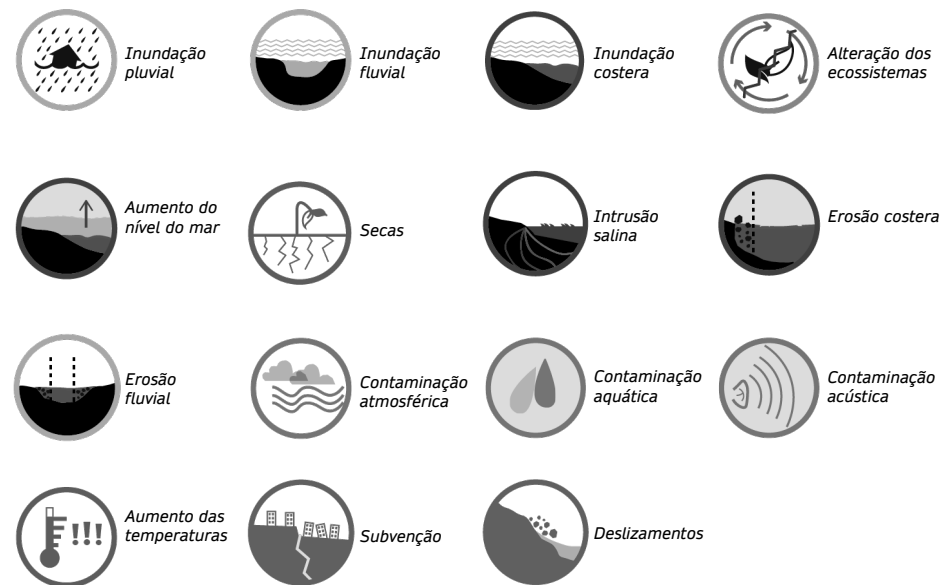 Inundação
pluvial
Inundação
fluvial
Inundação
costera
Alteração dos
ecossistemas
Aumento do
nível do mar
Secas
Intrusão
salina
Erosão costera
Erosão
fluvial
Contaminação
atmosférica
Contaminação
aquática
Contaminação
acústica
Aumento das
temperaturas
!!!
Subvenção
Deslizamentos